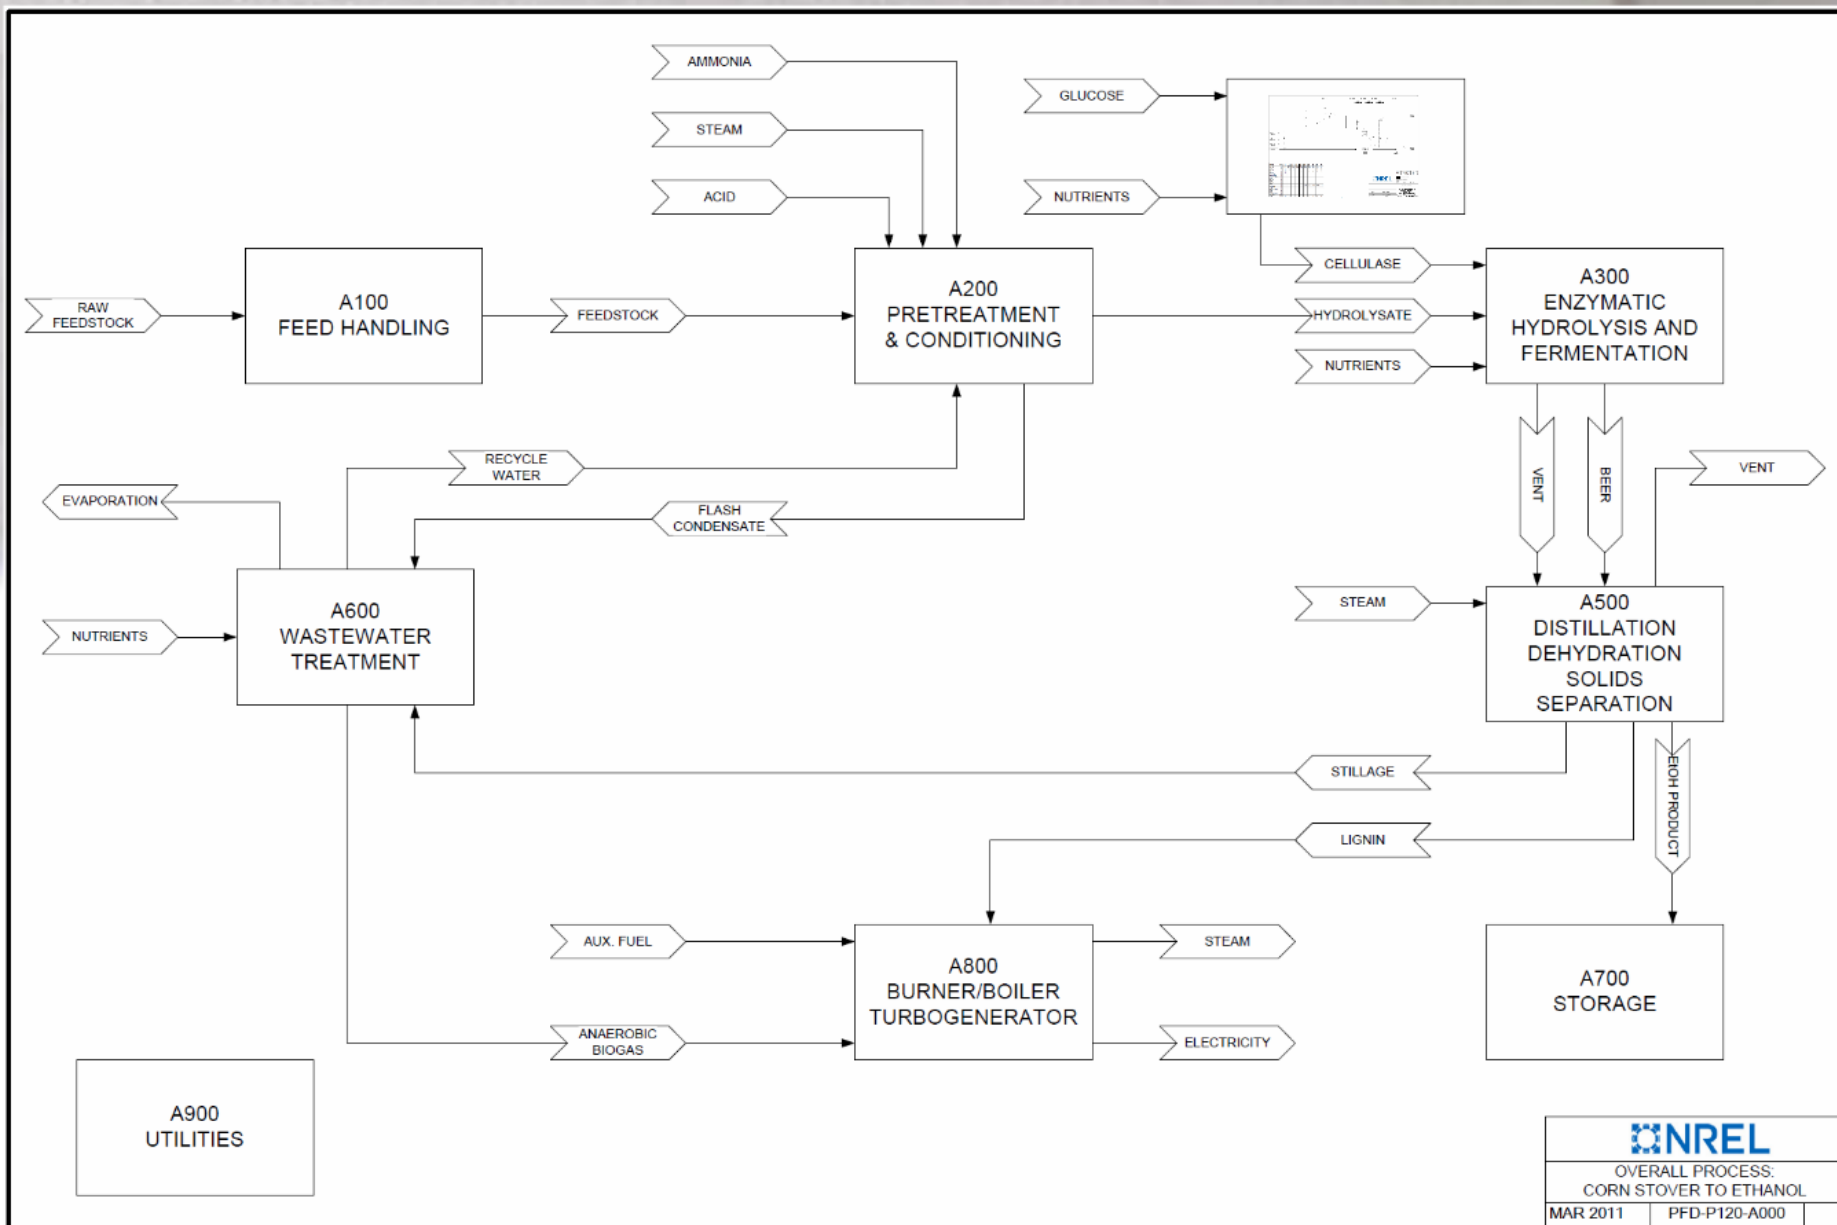 AMMONIA
STEAM
ACID
GLUCOSE
NUTRIENTS
RAW
FEEDSTOCK
A100
FEED HANDLING
FEEDSTOCK
A200
PRETREATMENT
& CONDITIONING
CELLULASE
HYDROLYSATE
NUTRIENTS
A300
ENZYMATIC
HYDROLYSIS AND
FERMENTATION
RECYCLE
WATER
EVAPORATION
FLASH
CONDENSATE
VENT
BEER
VENT
NUTRIENTS
A600
WASTEWATER
TREATMENT
STEAM
A500
DISTILLATION
DEHYDRATION
SOLIDS
SEPARATION
STILLAGE
LIGNIN
EtOH PRODUCT
AUX. FUEL
ANAEROBIC
BIOGAS
A800
BURNER/BOILER
TURBOGENERATOR
STEAM
ELECTRICITY
A700
STORAGE
A900
UTILITIES
NREL
OVERALL PROCESS:
CORN STOVER TO ETHANOL
MAR 2011 PFD-P120-A000